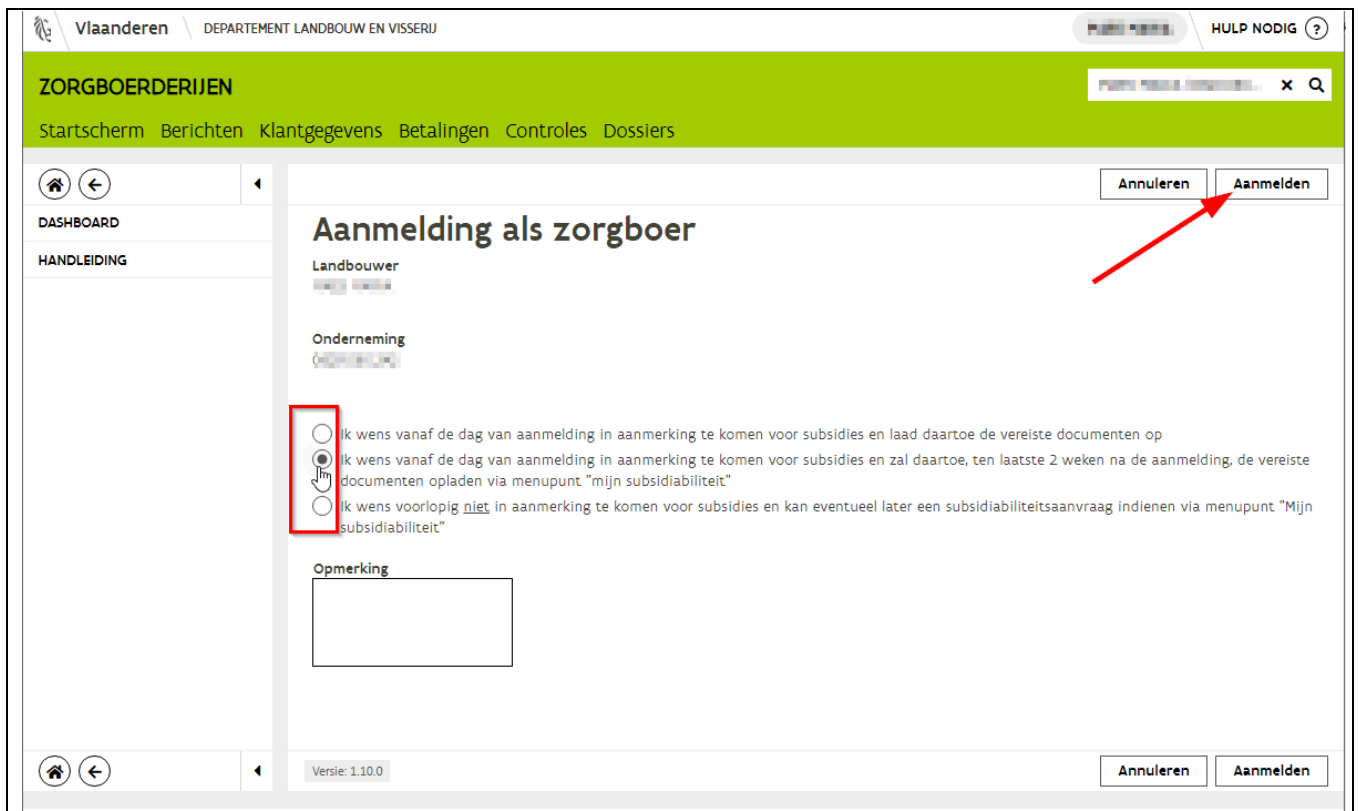 Vlaanderen DEPARTEMENT LANDBOUW EN VISSERIJ HULP NODIG ?
ZORGBOERDERIJEN
Startscherm Berichten Klantgegevens Betalingen Controles Dossiers
Annuleren Aanmelden
DASHBOARD
HANDLEIDING
Aanmelding als zorgboer
Landbouwer
Onderneming
Ik wens vanaf de dag van aanmelding in aanmerking te komen voor subsidies en laad daartoe de vereiste documenten op
Ik wens vanaf de dag van aanmelding in aanmerking te komen voor subsidies en zal daartoe, ten laatste 2 weken na de aanmelding, de vereiste
documenten opladen via menupunt "mijn subsidiabiliteit"
Ik wens voorlopig niet in aanmerking te komen voor subsidies en kan eventueel later een subsidiabiliteitsaanvraag indienen via menupunt "Mijn
subsidiabiliteit"
Opmerking
Versie: 1.10.0 Annuleren Aanmelden